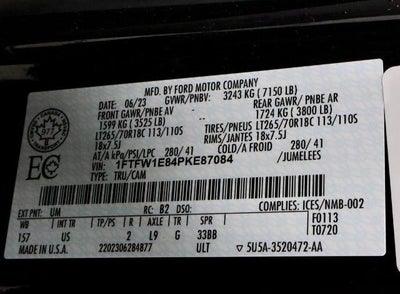 MFD. BY FORD MOTOR COMPANY
DATE: 06/23 GVWR/PNBV: 3243 KG (7150 LB)
FRONT GAWR/ PNBE AV REAR GAWR/ PNBE AR
1599 KG (3525 LB) 1724 KG (3800 LB)
LT265/70R18C 113/110S TIRES/PNEUS LT265/70R18C 113/110S
18x7.5J RIMS/JANTES 18x7.5J
AT/A kPa/PSI/LPC 280/41 COLD/A FROID 280/41
VIN: 1FTFW1E84PKE87084 /JUMELEES
TYPE: TRU/CAM
977
EC
EXT PNT: UM RC: B2 DSO: COMPLIES: ICES/NMB-002
WB INT TR TP/PS R AXLE TR SPR F0113
157 US 2 L9 G 33BB T0720
MADE IN U.S.A. 2202306284877 ULT ▼ 5U5A-3520472-AA